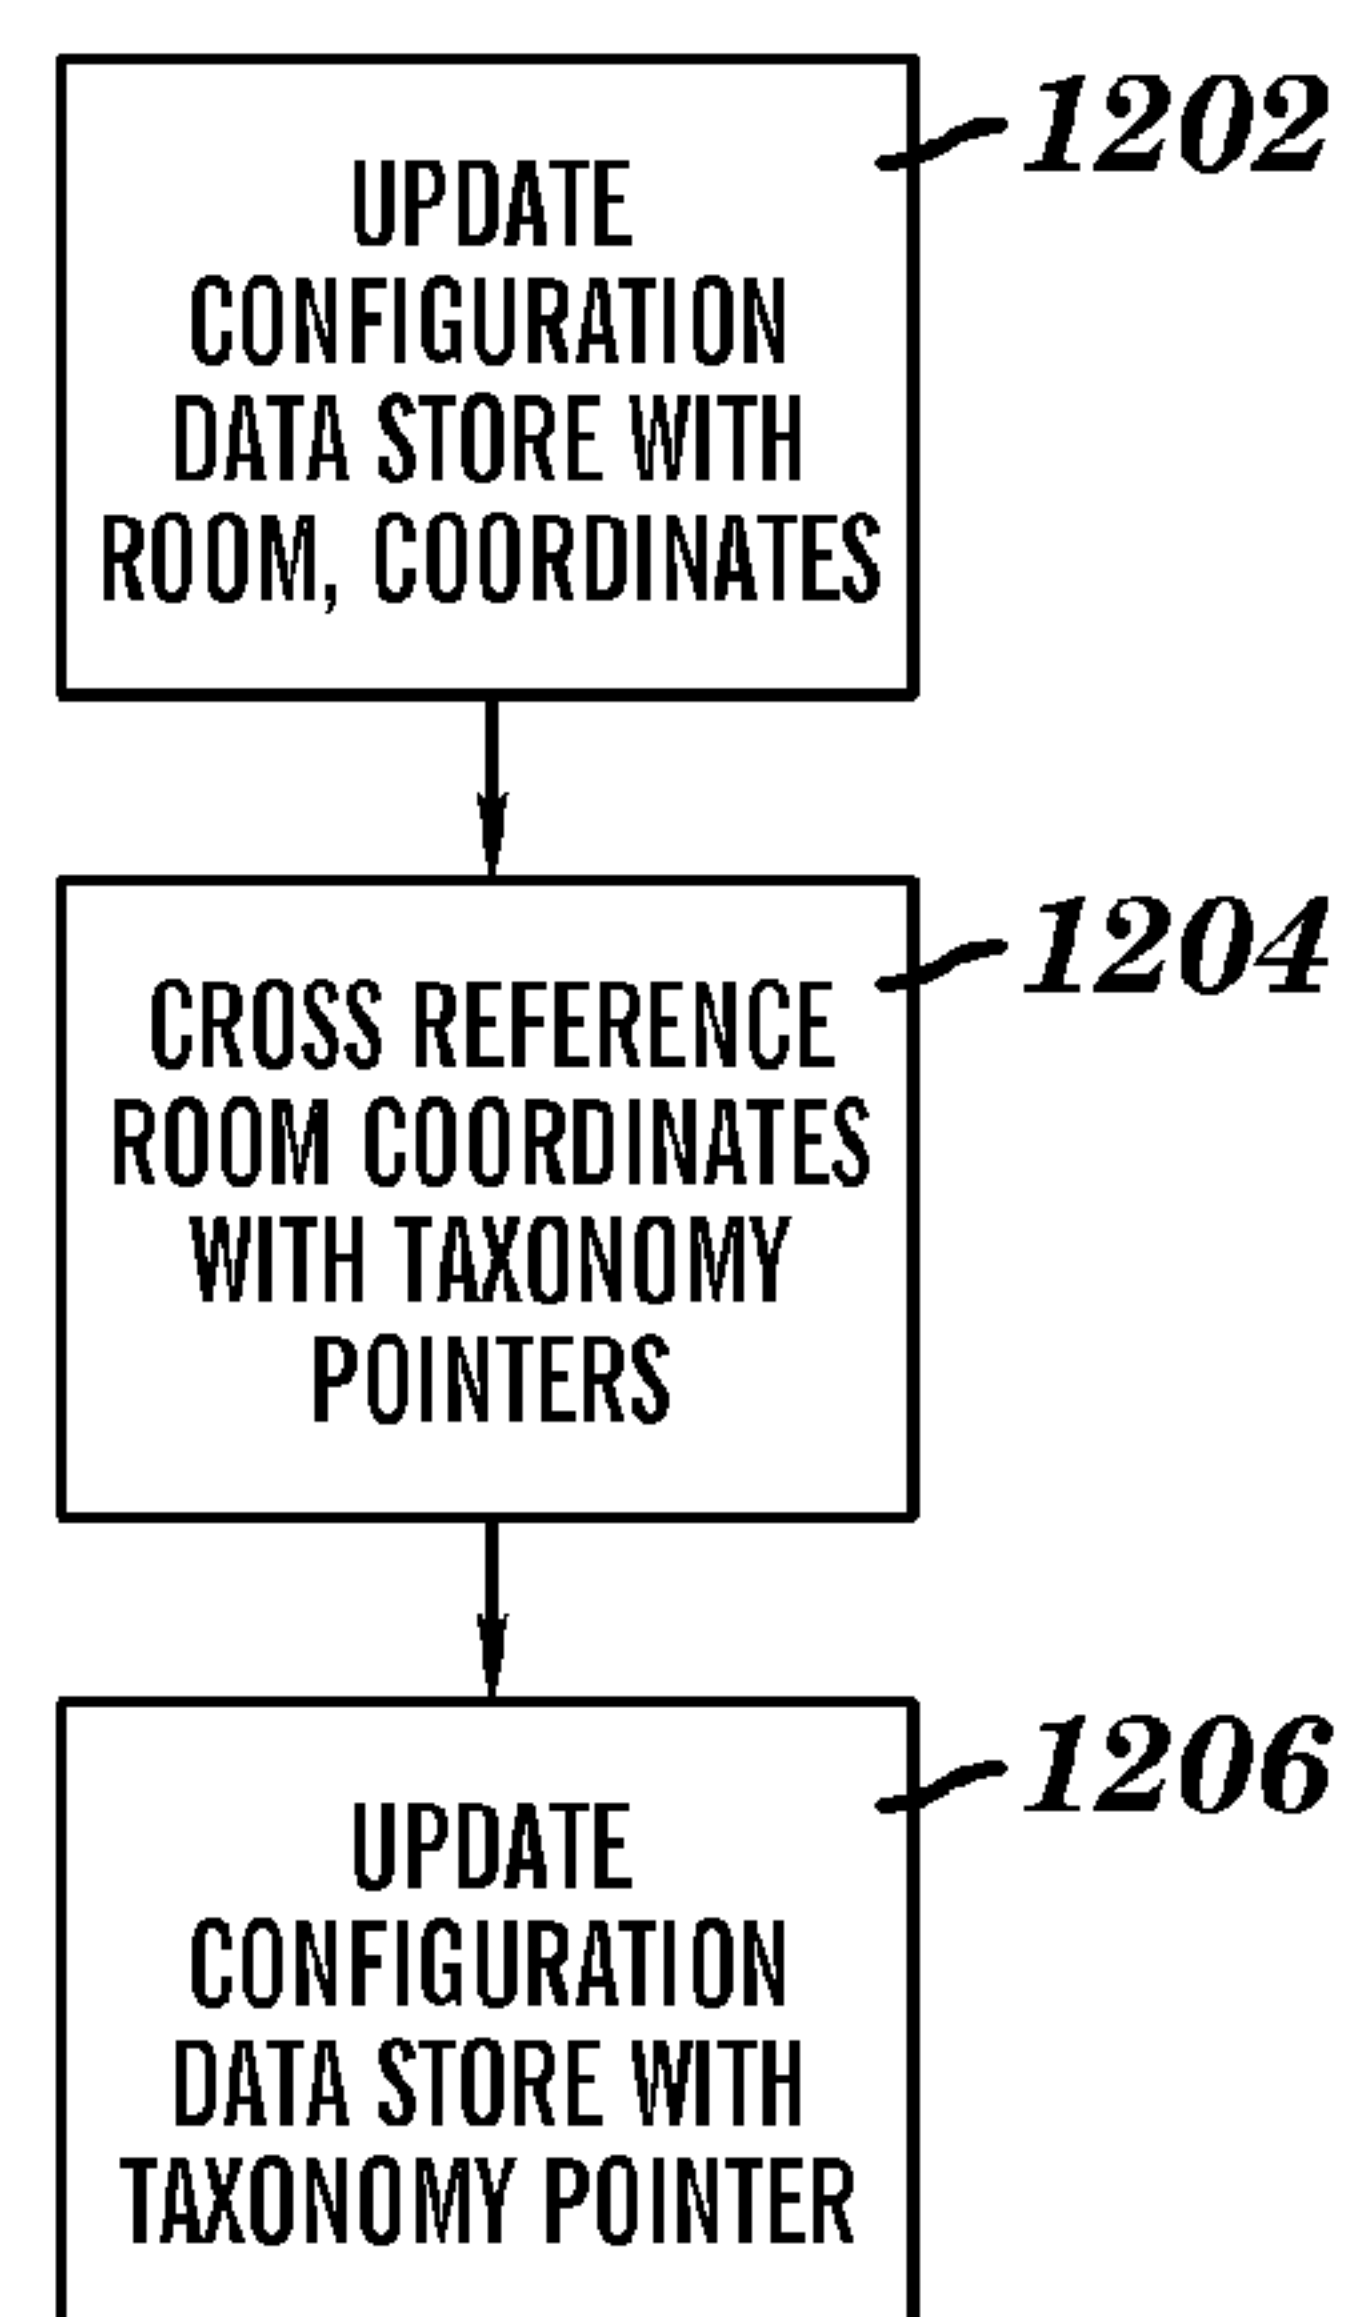 1202
UPDATE
CONFIGURATION
DATA STORE WITH
ROOM, COORDINATES
1204
CROSS REFERENCE
ROOM COORDINATES
WITH TAXONOMY
POINTERS
1206
UPDATE
CONFIGURATION
DATA STORE WITH
TAXONOMY POINTER